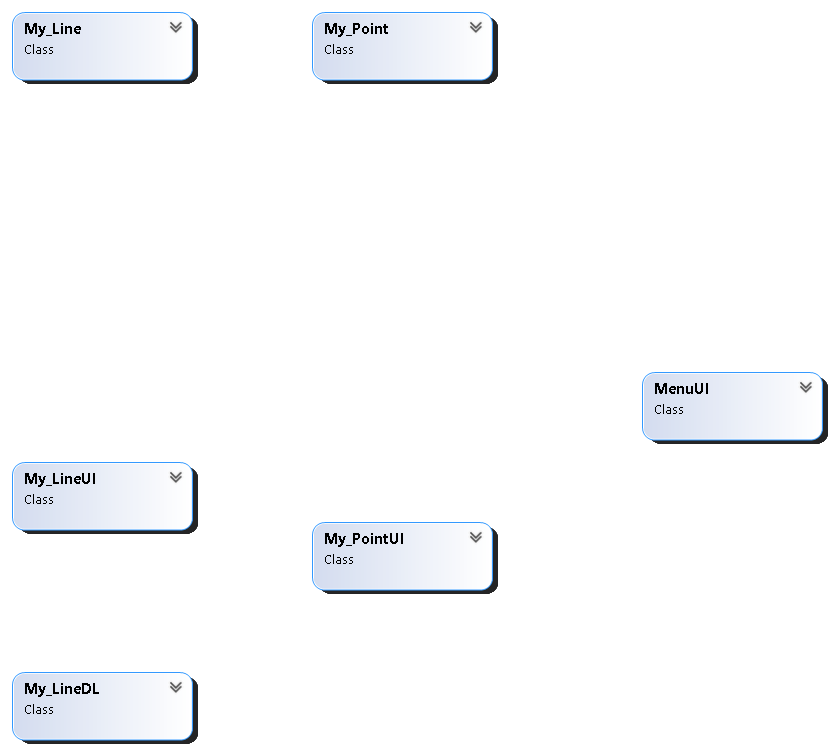 My_Line
Class
My_Point
Class
MenuUI
Class
My_LineUI
Class
My_PointUI
Class
My_LineDL
Class